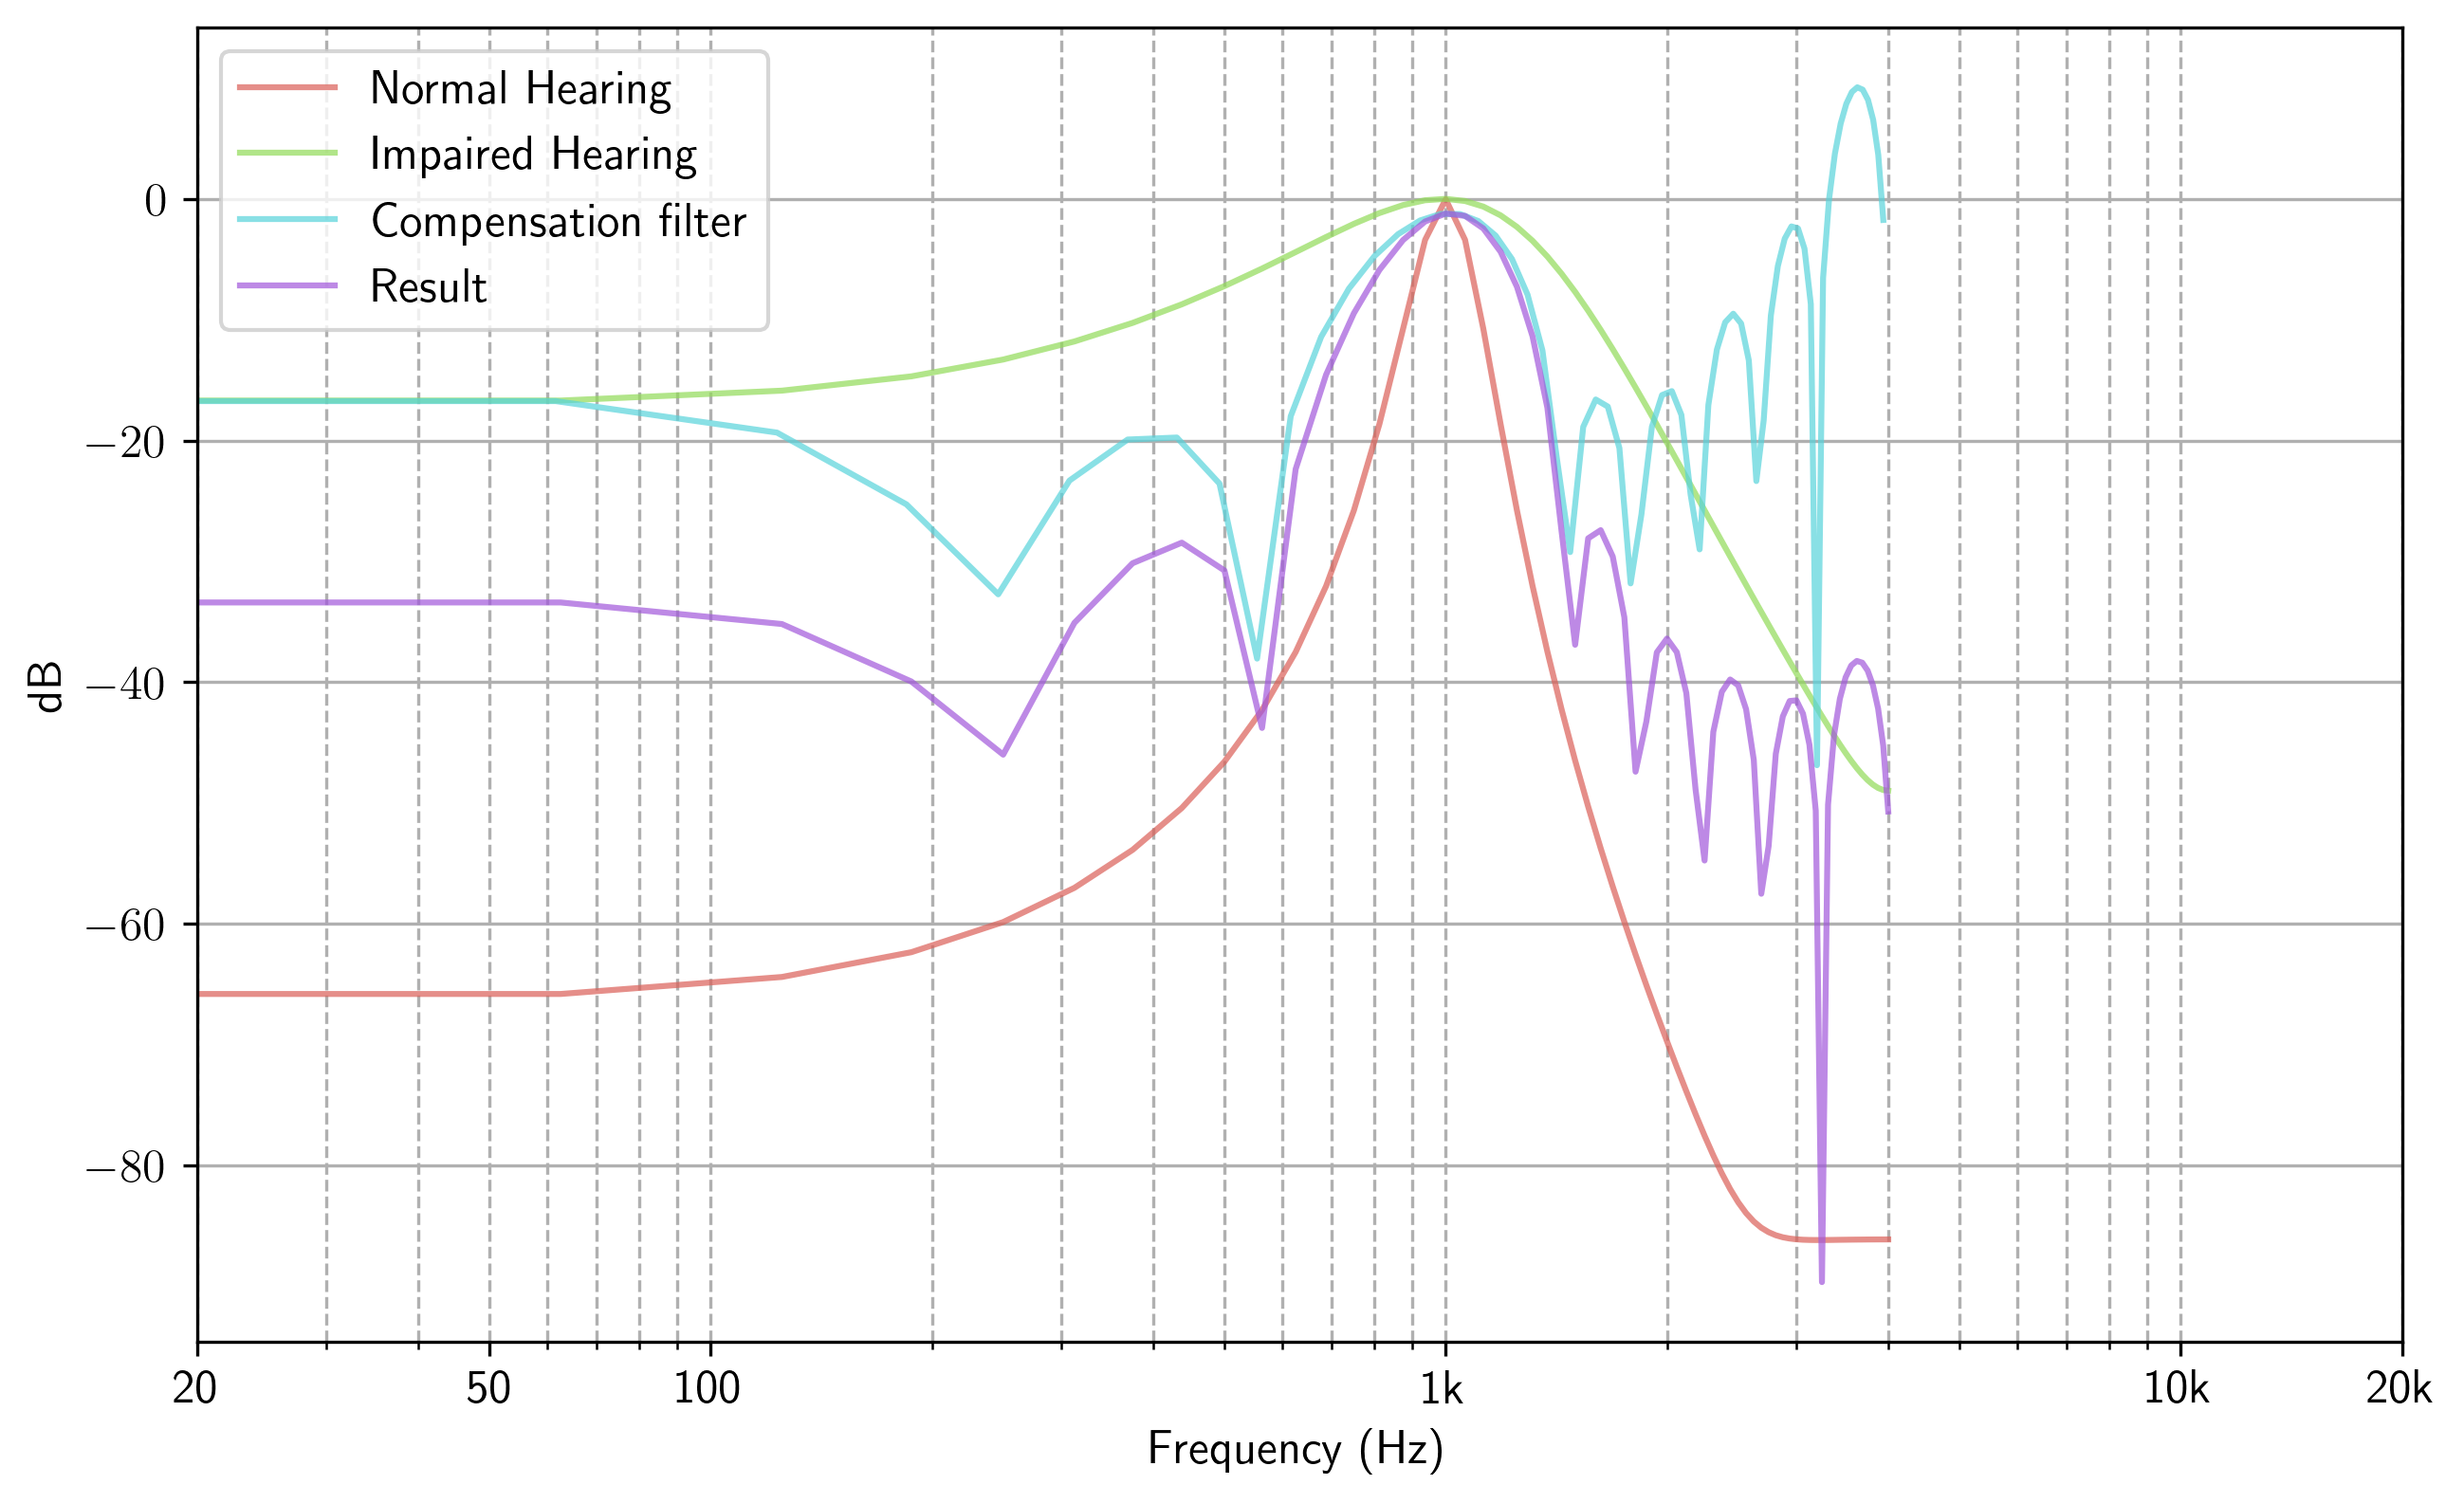 Normal Hearing
Impaired Hearing
Compensation filter
Result
0
−20
−40
−60
−80
dB
20 50 100 1k 10k 20k
Frequency (Hz)